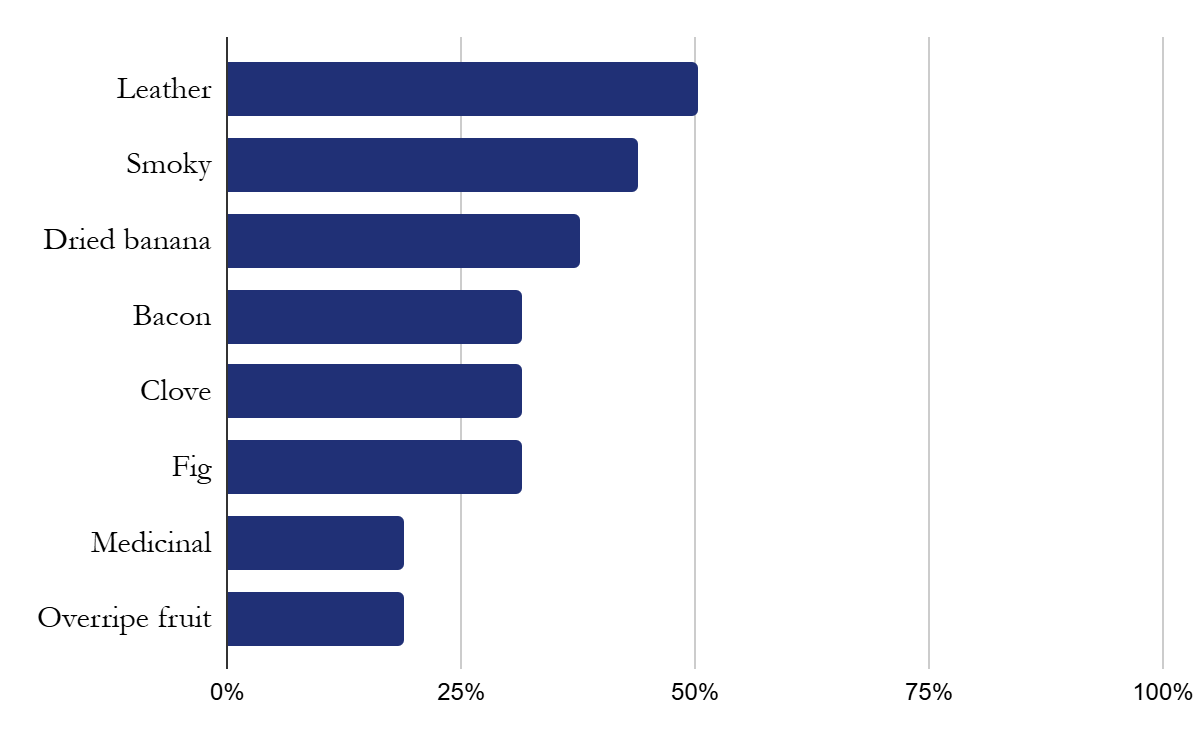 Leather
Smoky
Dried banana
Bacon
Clove
Fig
Medicinal
Overripe fruit
0% 25% 50% 75% 100%